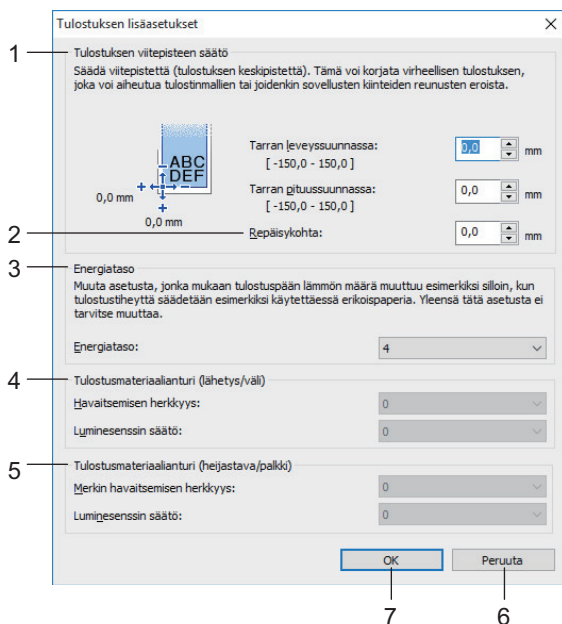 Tulostuksen lisäasetukset
1
Tulostuksen viitepisteen säätö
Säädä viitepistettä (tulostuksen keskipistettä). Tämä voi korjata virheellisen tulostuksen,
joka voi aiheutua tulostinmallien tai joidenkin sovellusten kiinteiden reunusten eroista.
ABC
DEF
0,0 mm
0,0 mm
Tarran leveyssuunnassa:
[ -150,0 - 150,0 ]
0,0 mm
Tarran pituussuunnassa:
[ -150,0 - 150,0 ]
0,0 mm
2
Repäisykohta:
0,0 mm
3
Energiataso
Muuta asetusta, jonka mukaan tulostuspään lämmön määrä muuttuu esimerkiksi silloin, kun
tulostustiheyttä säädetään esimerkiksi käytettäessä erikoispaperia. Yleensä tätä asetusta ei
tarvitse muuttaa.
Energiataso:
4
4
Tulostusmateriaalianturi (lähetys/väli)
Havaitsemisen herkkyys:
0
Luminesenssin säätö:
0
5
Tulostusmateriaalianturi (heijastava/palkki)
Merkin havaitsemisen herkkyys:
0
Luminesenssin säätö:
0
OK
Peruuta
7
6